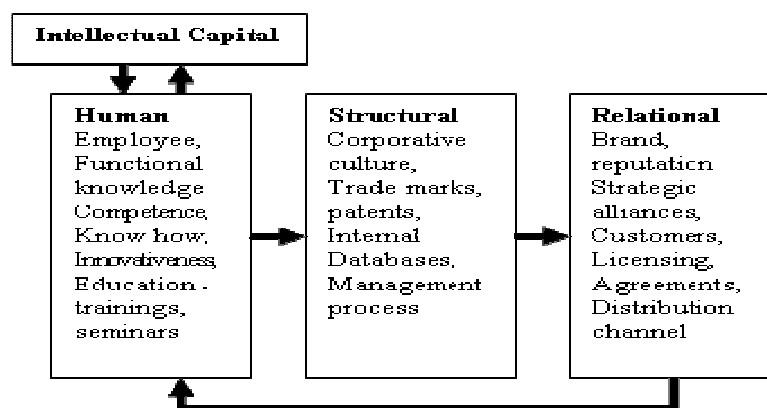 Intellectual Capital
Human
Employee,
Functional
knowledge
Competence,
Know how,
Innovativeness,
Education -
trainings,
seminars
Structural
Corporative
culture,
Trade marks,
patents,
Internal
Databases,
Management
process
Relational
Brand,
reputation
Strategic
alliances,
Customers,
Licensing,
Agreements,
Distribution
channel